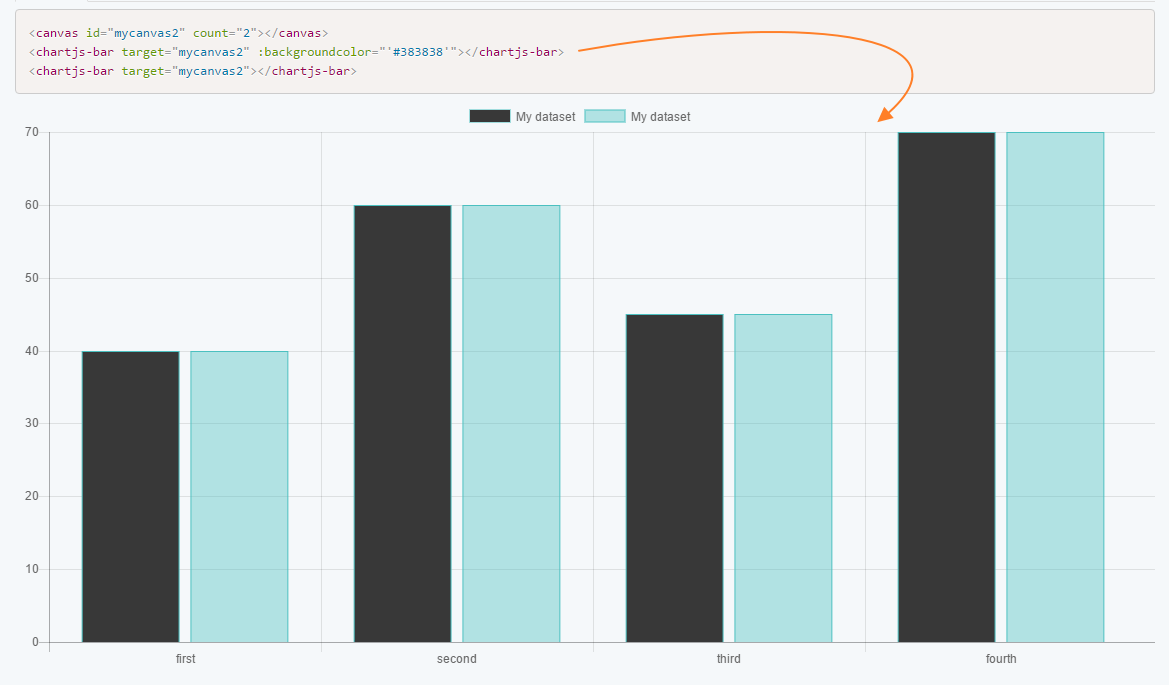 <canvas id="mycanvas2" count="2"></canvas>
<chartjs-bar target="mycanvas2" :backgroundcolor="'#383838'"></chartjs-bar>
<chartjs-bar target="mycanvas2"></chartjs-bar>
My dataset My dataset
70
60
50
40
30
20
10
0
first second third fourth